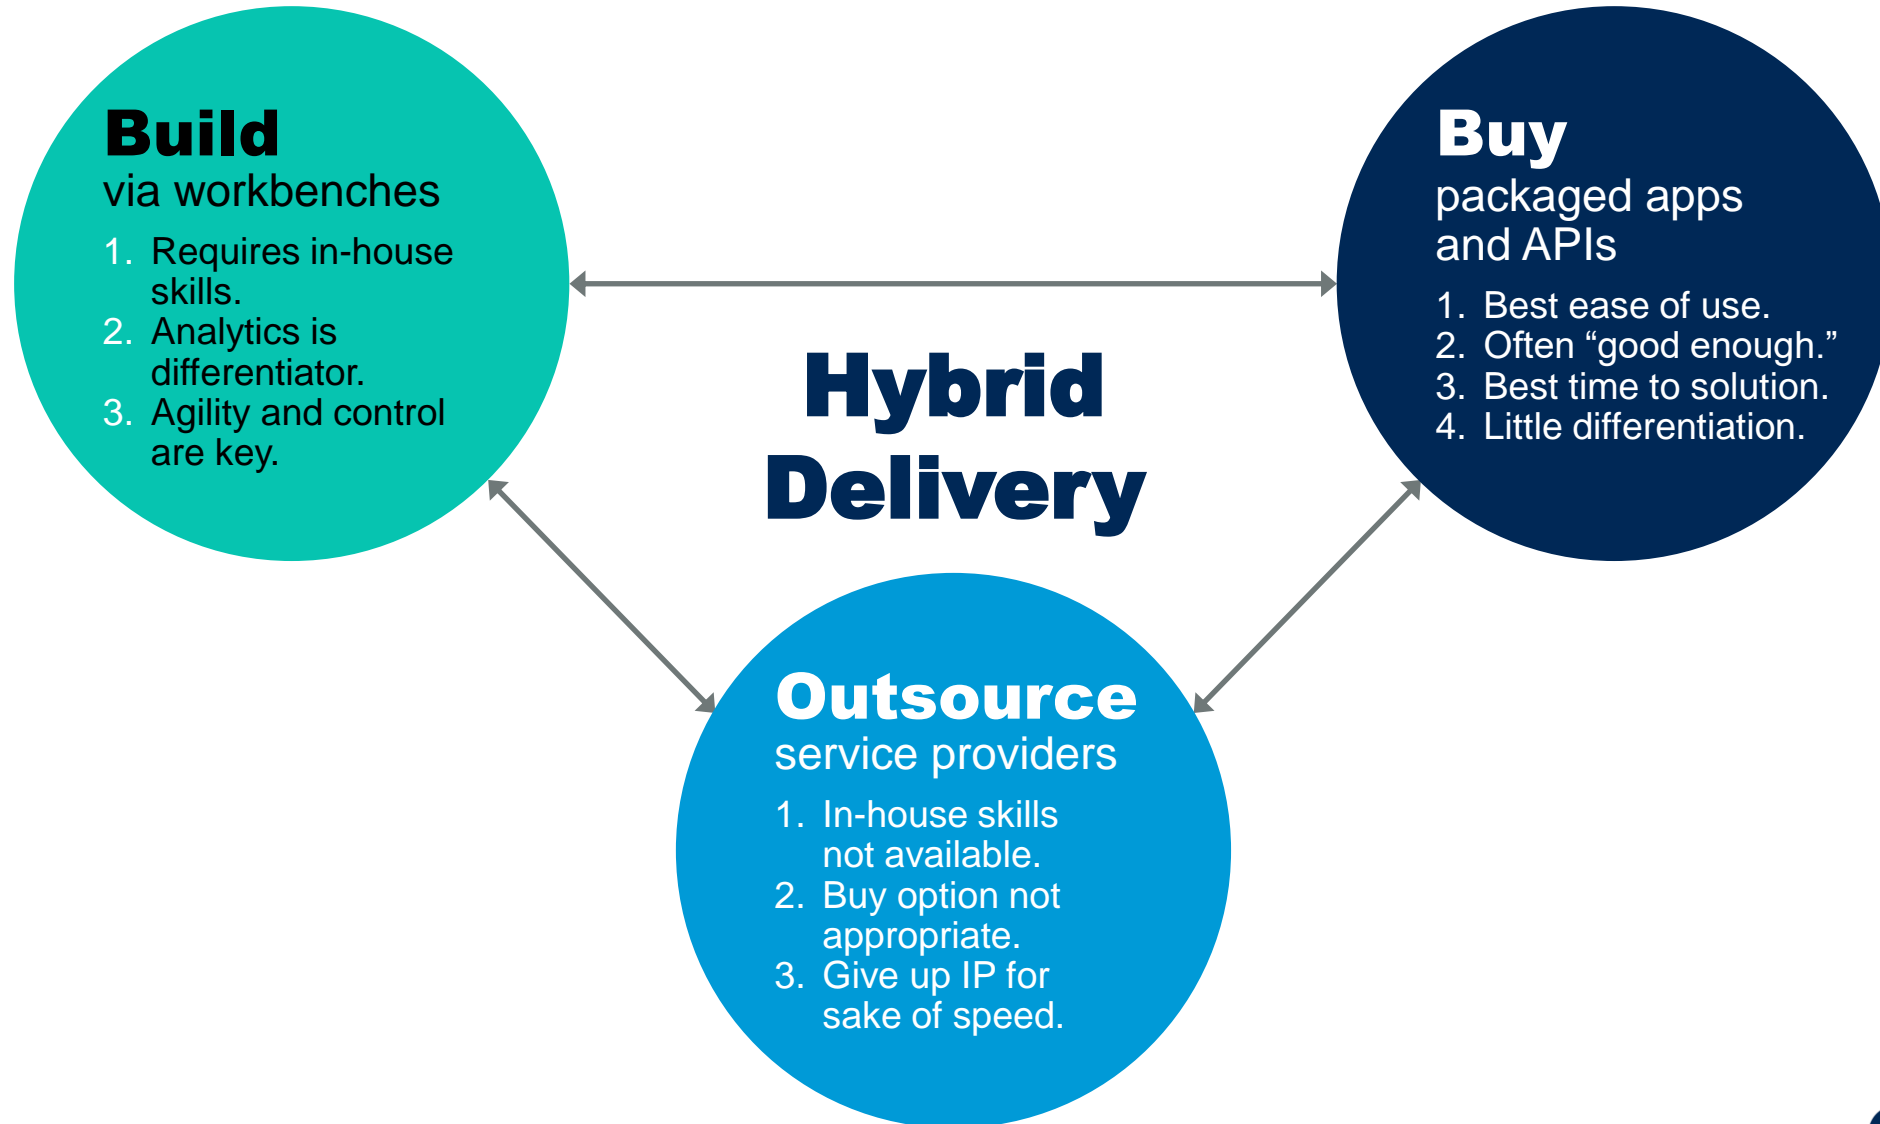 Build
via workbenches
1. Requires in-house
skills.
2. Analytics is
differentiator.
3. Agility and control
are key.
Buy
packaged apps
and APIs
1. Best ease of use.
2. Often “good enough.”
3. Best time to solution.
4. Little differentiation.
Hybrid
Delivery
Outsource
service providers
1. In-house skills
not available.
2. Buy option not
appropriate.
3. Give up IP for
sake of speed.